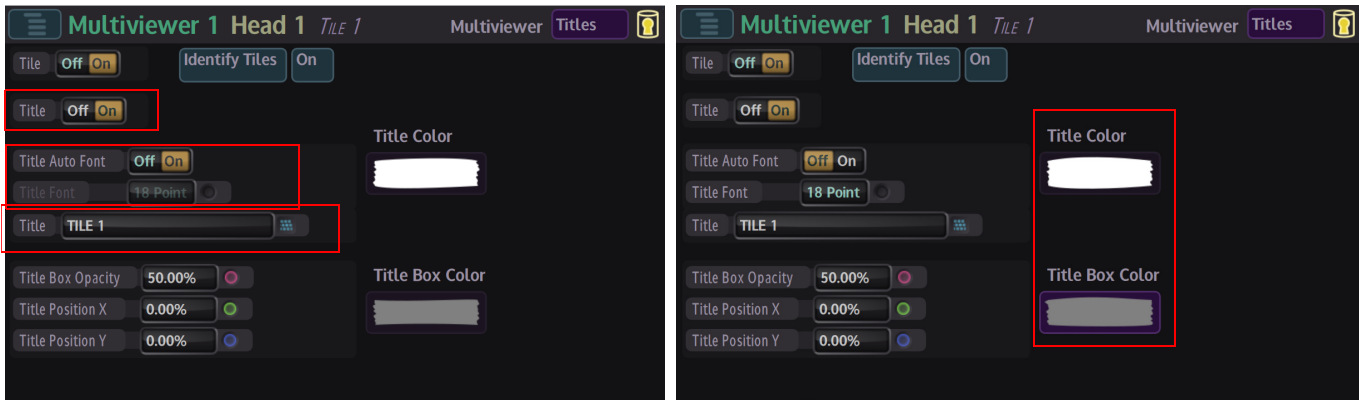 Multiviewer 1 Head 1 TILE 1 Multiviewer Titles
Tile Off On Identify Tiles On
Title Off On
Title Color
Title Auto Font Off On
Title Font 18 Point
Title TILE 1
Title Box Color
Title Box Opacity 50.00%
Title Position X 0.00%
Title Position Y 0.00%
Multiviewer 1 Head 1 TILE 1 Multiviewer Titles
Tile Off On Identify Tiles On
Title Off On
Title Color
Title Auto Font Off On
Title Font 18 Point
Title TILE 1
Title Box Color
Title Box Opacity 50.00%
Title Position X 0.00%
Title Position Y 0.00%